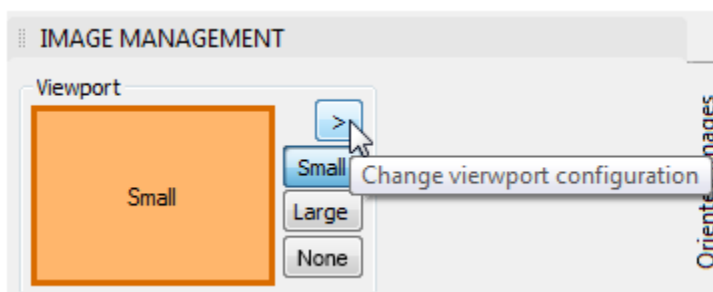 IMAGE MANAGEMENT
Viewport
>
Small
Small
Change vierwport configuration
Large
None